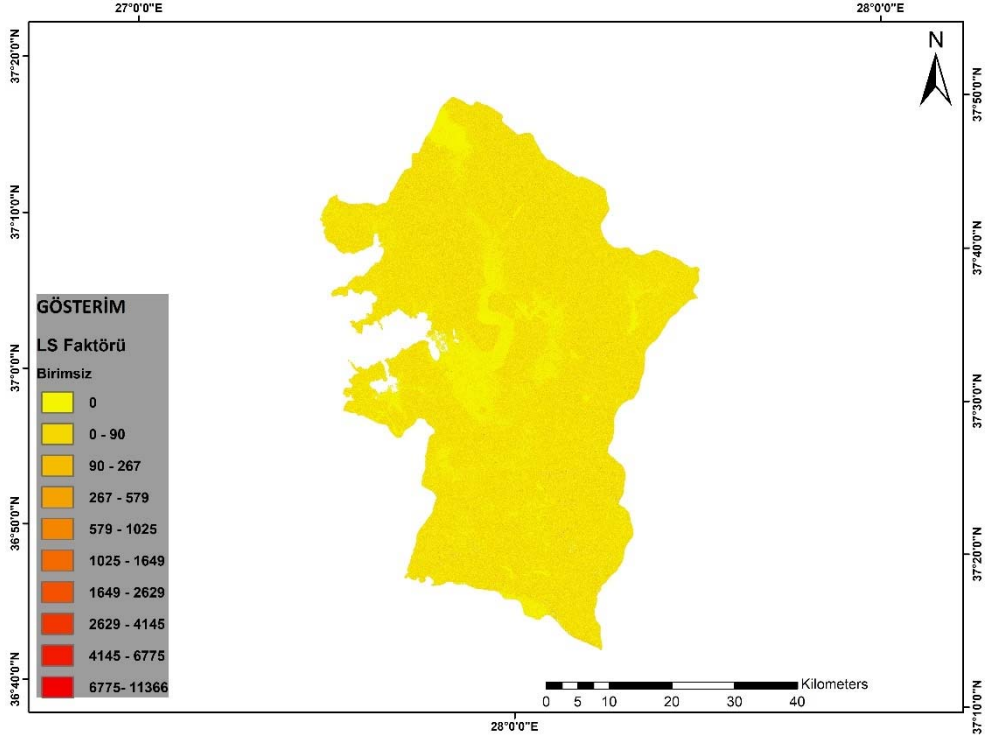 27°0'0"E 28°0'0"E
N
37°20'0"N
37°10'0"N
37°0'0"N
36°50'0"N
36°40'0"N
37°50'0"N
37°40'0"N
37°30'0"N
37°20'0"N
37°10'0"N
GÖSTERİM
LS Faktörü
Birimsiz
0
0 - 90
90 - 267
267 - 579
579 - 1025
1025 - 1649
1649 - 2629
2629 - 4145
4145 - 6775
6775- 11366
Kilometers
0 5 10 20 30 40
28°0'0"E